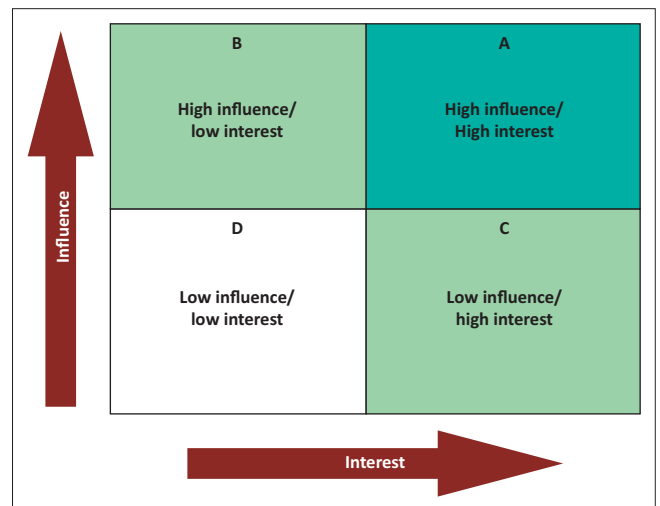 B
High influence/
low interest
A
High influence/
High interest
Influence
D
Low influence/
low interest
C
Low influence/
high interest
Interest